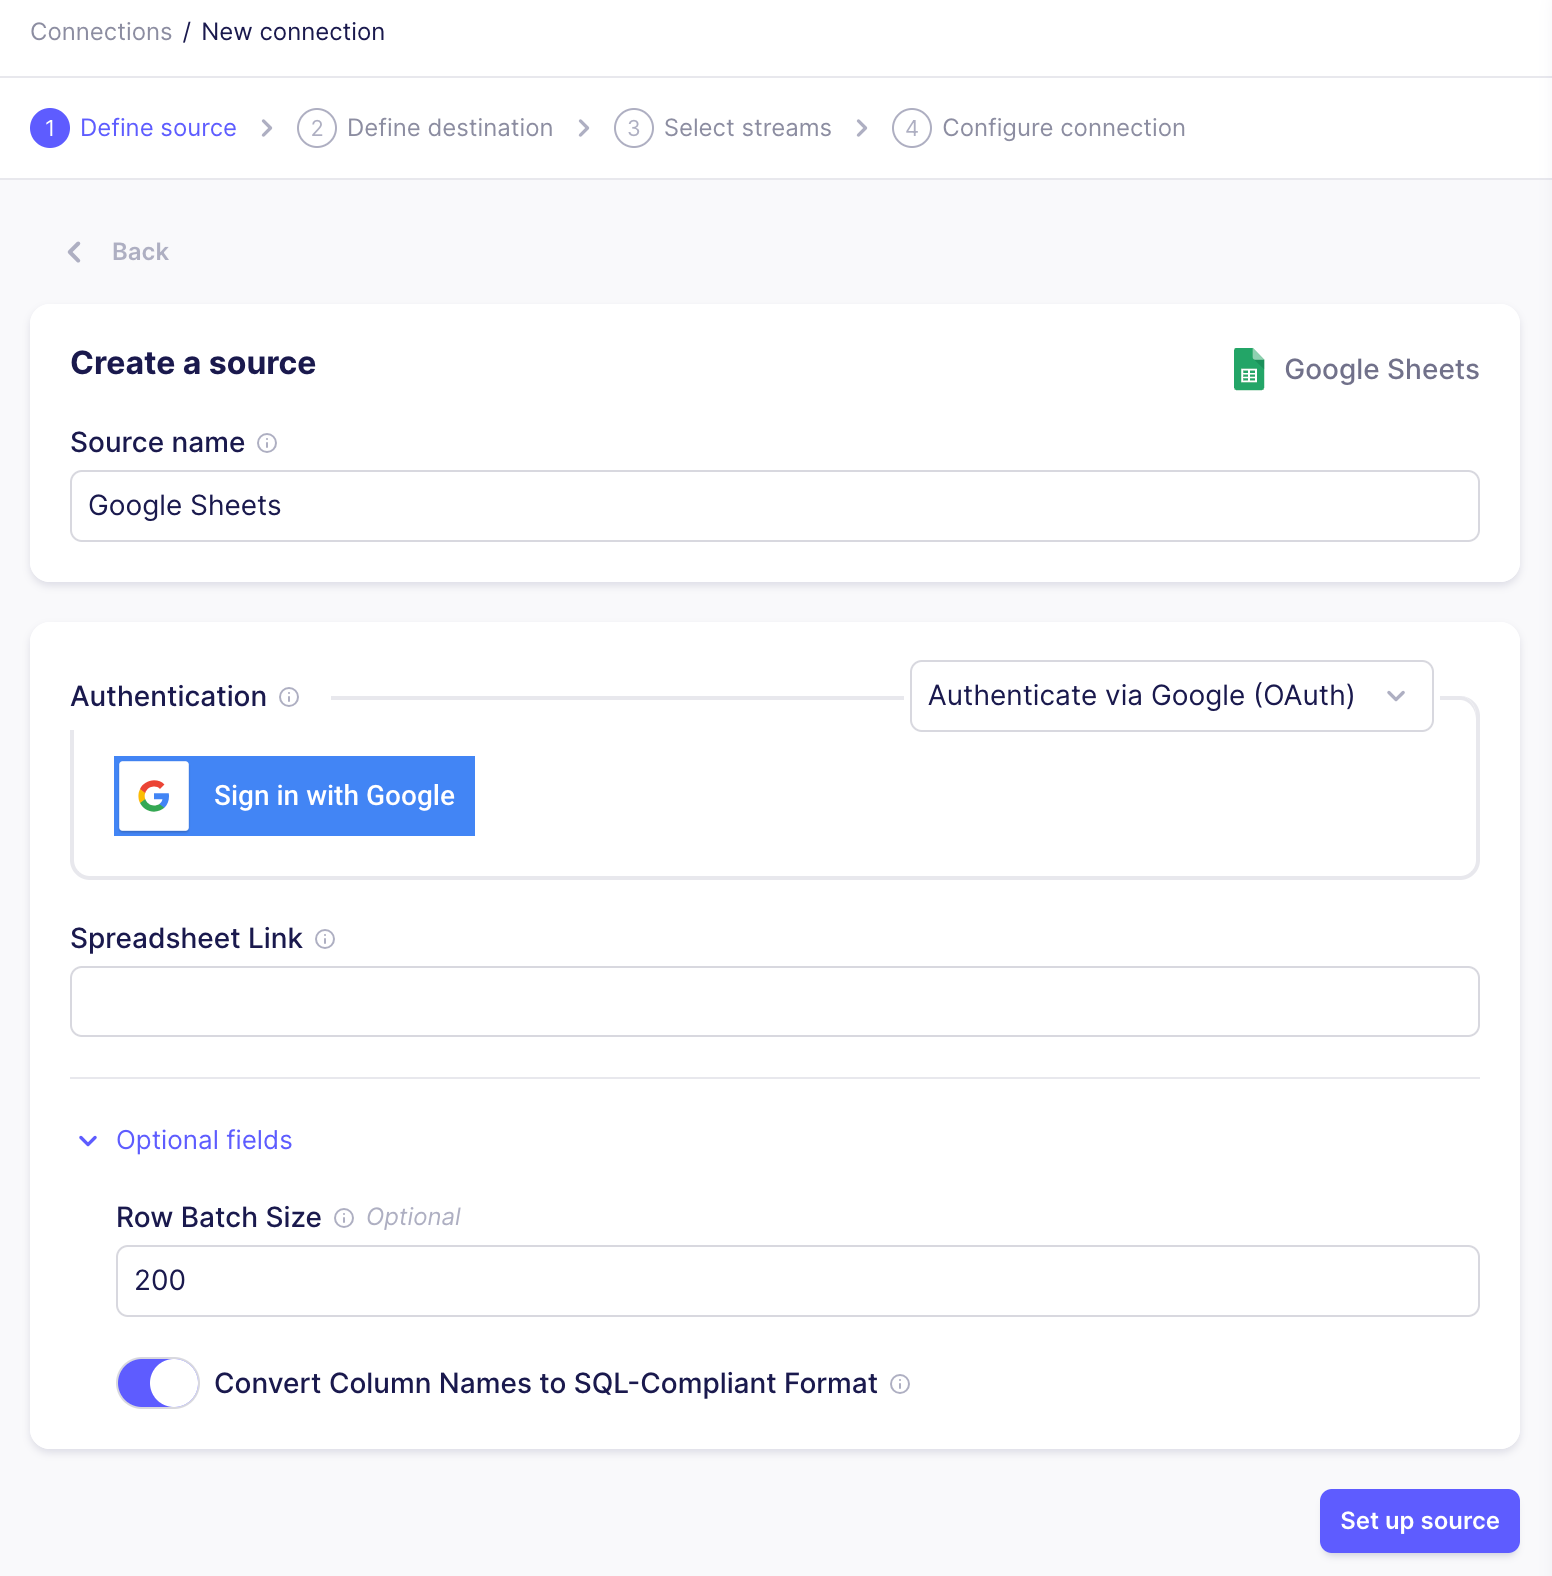 Connections / New connection
1 Define source 2 Define destination 3 Select streams 4 Configure connection
Back
Create a source
Google Sheets
Source name
Google Sheets
Authentication
Authenticate via Google (OAuth)
Sign in with Google
Spreadsheet Link
Optional fields
Row Batch Size Optional
200
Convert Column Names to SQL-Compliant Format
Set up source